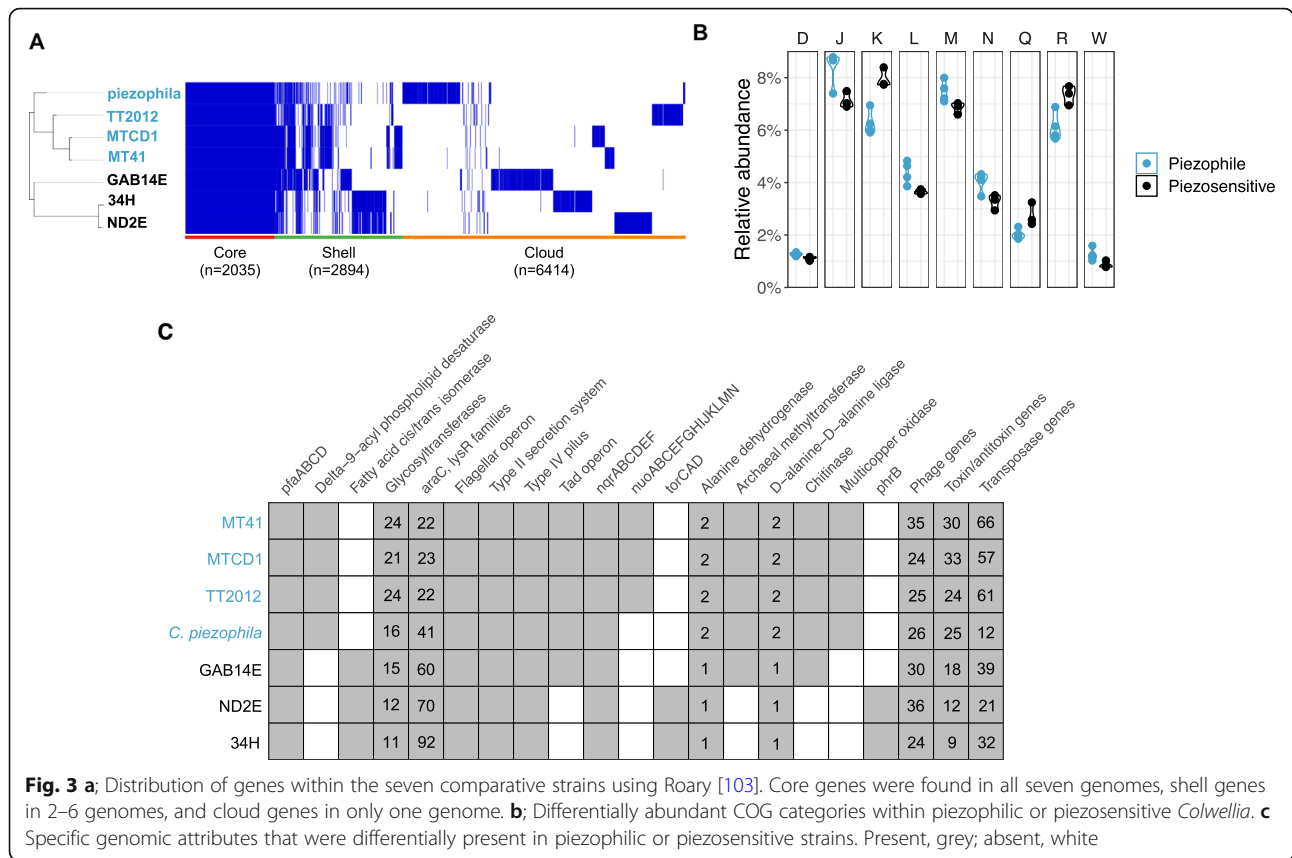 A
piezophila
TT2012
MTCD1
MT41
GAB14E
34H
ND2E
Core
(n=2035)
Shell
(n=2894)
Cloud
(n=6414)
B
D J K L M N Q R W
Relative abundance
8%
6%
4%
2%
0%
Piezophile
Piezosensitive
C
pfaABCD
Delta−9−acyl phospholipid desaturase
Fatty acid cis/trans isomerase
Glycosyltransferases
araC, lysR families
Flagellar operon
Type II secretion system
Type IV pilus
Tad operon
nqrABCDEF
nuoABCEFGHIJKLMN
torCAD
Alanine dehydrogenase
Archaeal methyltransferase
D−alanine−D−alanine ligase
Chitinase
Multicopper oxidase
phrB
Phage genes
Toxin/antitoxin genes
Transposase genes
MT41 24 22 2 2 35 30 66
MTCD1 21 23 2 2 24 33 57
TT2012 24 22 2 2 25 24 61
C. piezophila 16 41 2 2 26 25 12
GAB14E 15 60 1 1 30 18 39
ND2E 12 70 1 1 36 12 21
34H 11 92 1 1 24 9 32
Fig. 3 a; Distribution of genes within the seven comparative strains using Roary [103]. Core genes were found in all seven genomes, shell genes
in 2–6 genomes, and cloud genes in only one genome. b; Differentially abundant COG categories within piezophilic or piezosensitive Colwellia. c
Specific genomic attributes that were differentially present in piezophilic or piezosensitive strains. Present, grey; absent, white